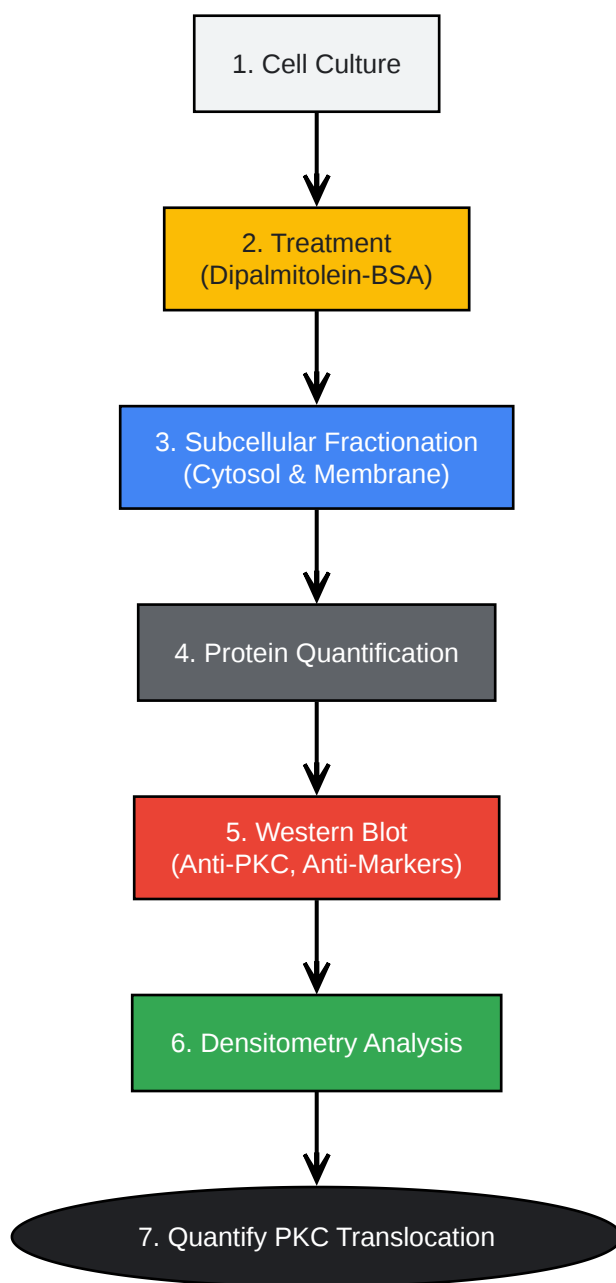 1. Cell Culture
2. Treatment
(Dipalmitolein-BSA)
3. Subcellular Fractionation
(Cytosol & Membrane)
4. Protein Quantification
5. Western Blot
(Anti-PKC, Anti-Markers)
6. Densitometry Analysis
7. Quantify PKC Translocation